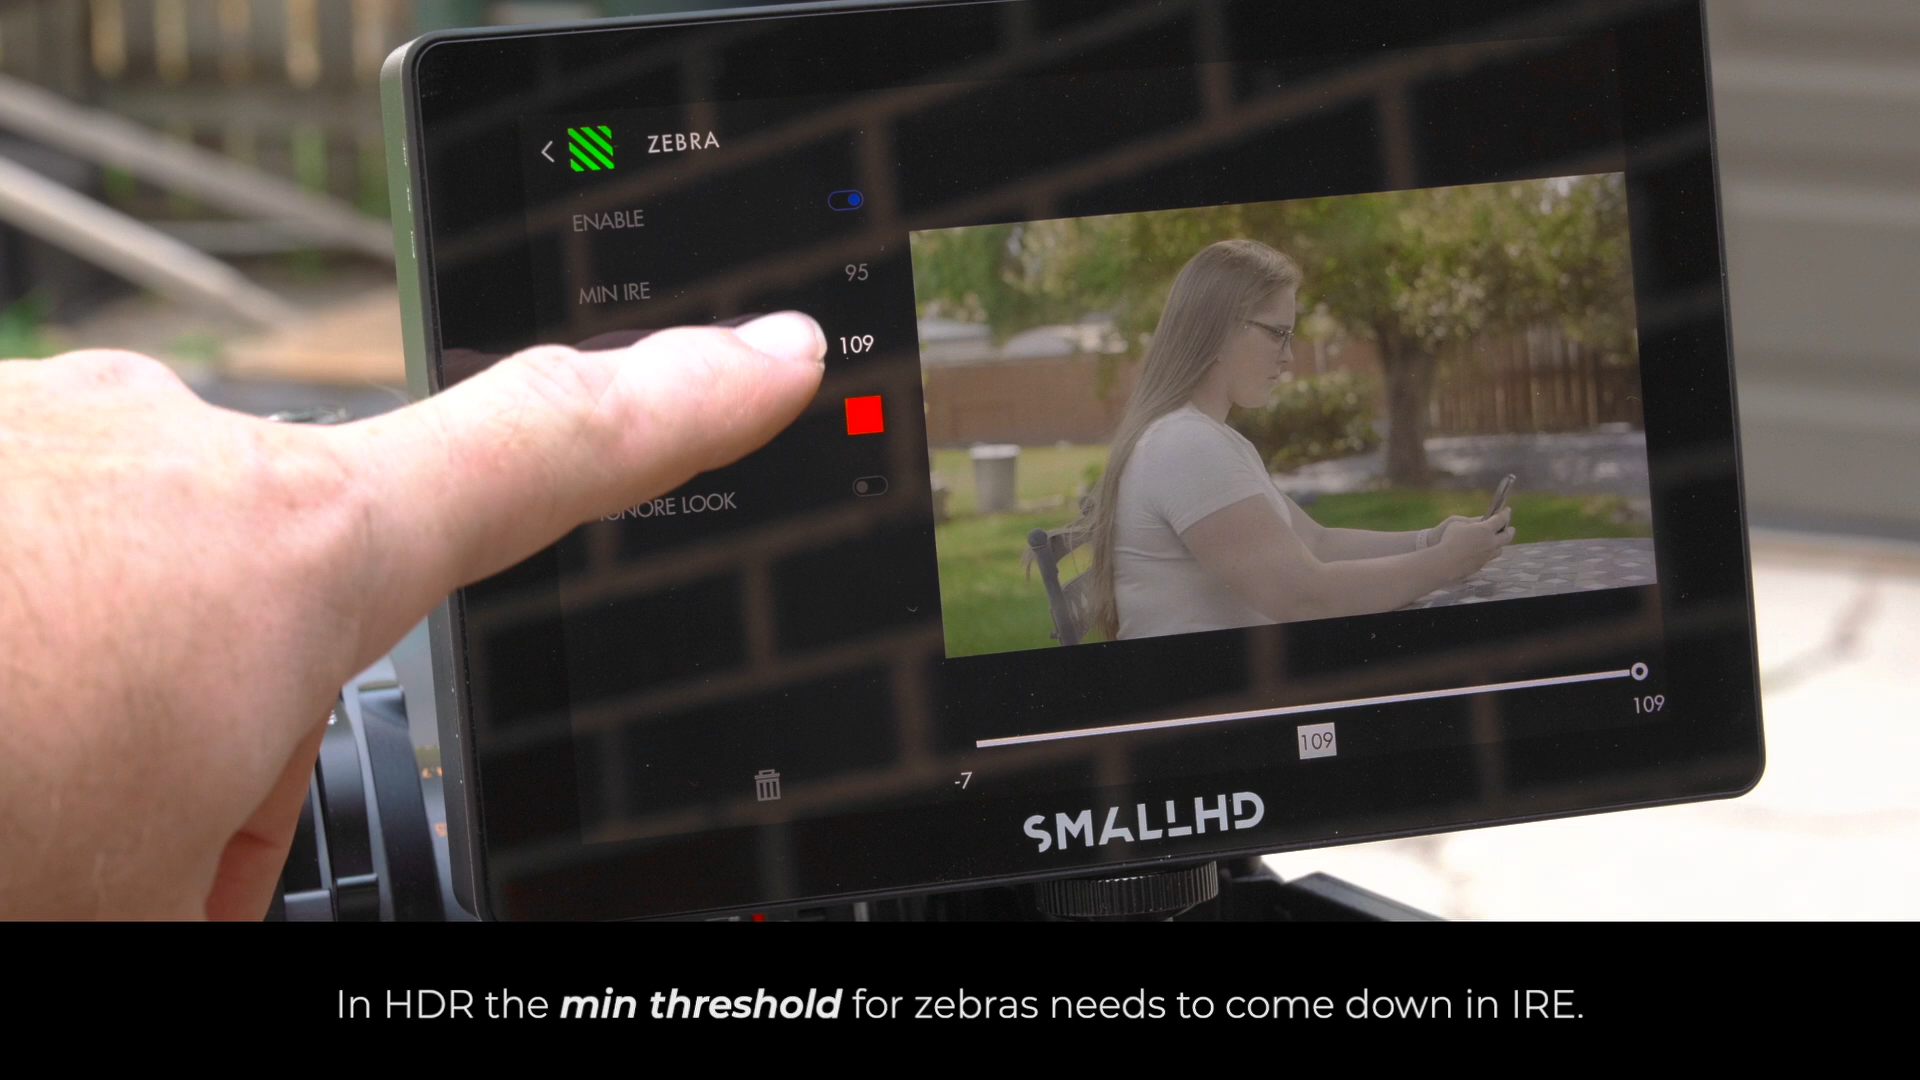 ZEBRA
ENABLE
MIN IRE 95
109
IGNORE LOOK
-7 109 109
SMALLHD
In HDR the min threshold for zebras needs to come down in IRE.